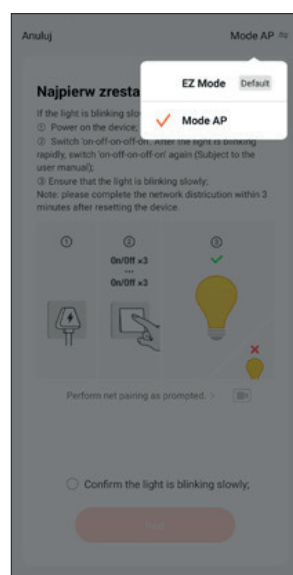 Anuluj
Mode AP
EZ Mode Default
Mode AP
Najpierw zresta
If the light is blinking slo
① Power on the device;
② Switch 'on-off-on-off-on'. After the light is blinking
rapidly, switch 'on-off-off-on' again (Subject to the
user manual);
③ Ensure that the light is blinking slowly;
Note: please complete the network districution within 3
minutes after resetting the device.
① ② ③
On/Off ×3
...
On/Off ×3
Perform net pairing as prompted. >
Confirm the light is blinking slowly;
Next